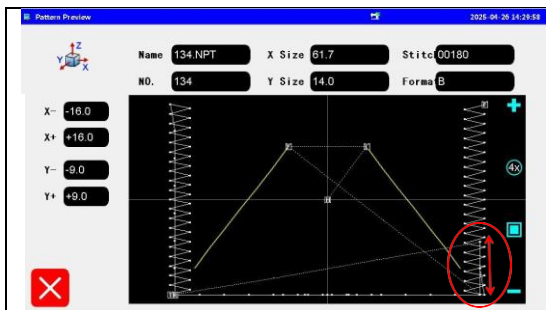 Pattern Preview 2025-04-26 14:29:58
Z
Y X
Name 134.NPT X Size 61.7 Stitc 00180
NO. 134 Y Size 14.0 Forma B
X- -16.0
X+ +16.0
Y- -9.0
Y+ +9.0
4x